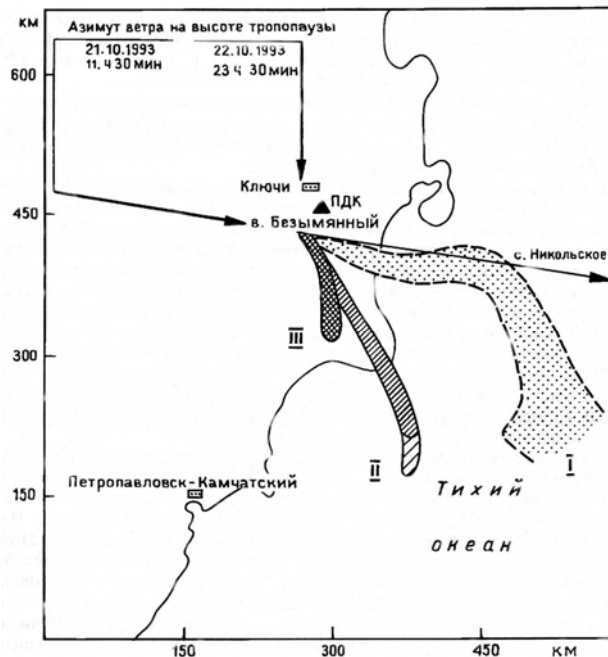 км
Азимут ветра на высоте тропопаузы
21.10.1993
11. ч 30 мин
22.10.1993
23 ч 30 мин
600
Ключи
ПДК
450
в. Безымянный
с. Никольское
III
300
II
I
Петропавловск-Камчатский
150
Тихий
океан
150
300
450
км